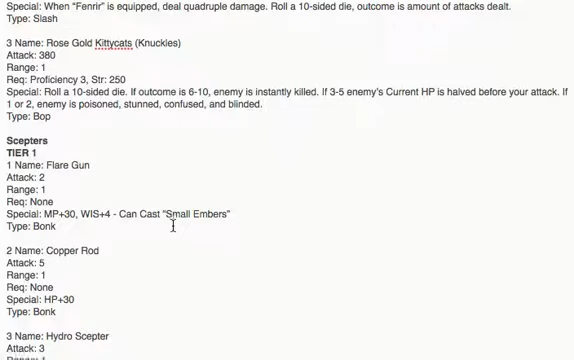 Special: When “Fenrir” is equipped, deal quadruple damage. Roll a 10-sided die, outcome is amount of attacks dealt.
Type: Slash
3 Name: Rose Gold Kittycats (Knuckles)
Attack: 380
Range: 1
Req: Proficiency 3, Str: 250
Special: Roll a 10-sided die. If outcome is 6-10, enemy is instantly killed. If 3-5 enemy's Current HP is halved before your attack. If
1 or 2, enemy is poisoned, stunned, confused, and blinded.
Type: Bop
Scepters
TIER 1
1 Name: Flare Gun
Attack: 2
Range: 1
Req: None
Special: MP+30, WIS+4 - Can Cast “Small Embers”
Type: Bonk
2 Name: Copper Rod
Attack: 5
Range: 1
Req: None
Special: HP+30
Type: Bonk
3 Name: Hydro Scepter
Attack: 3
Range: 1